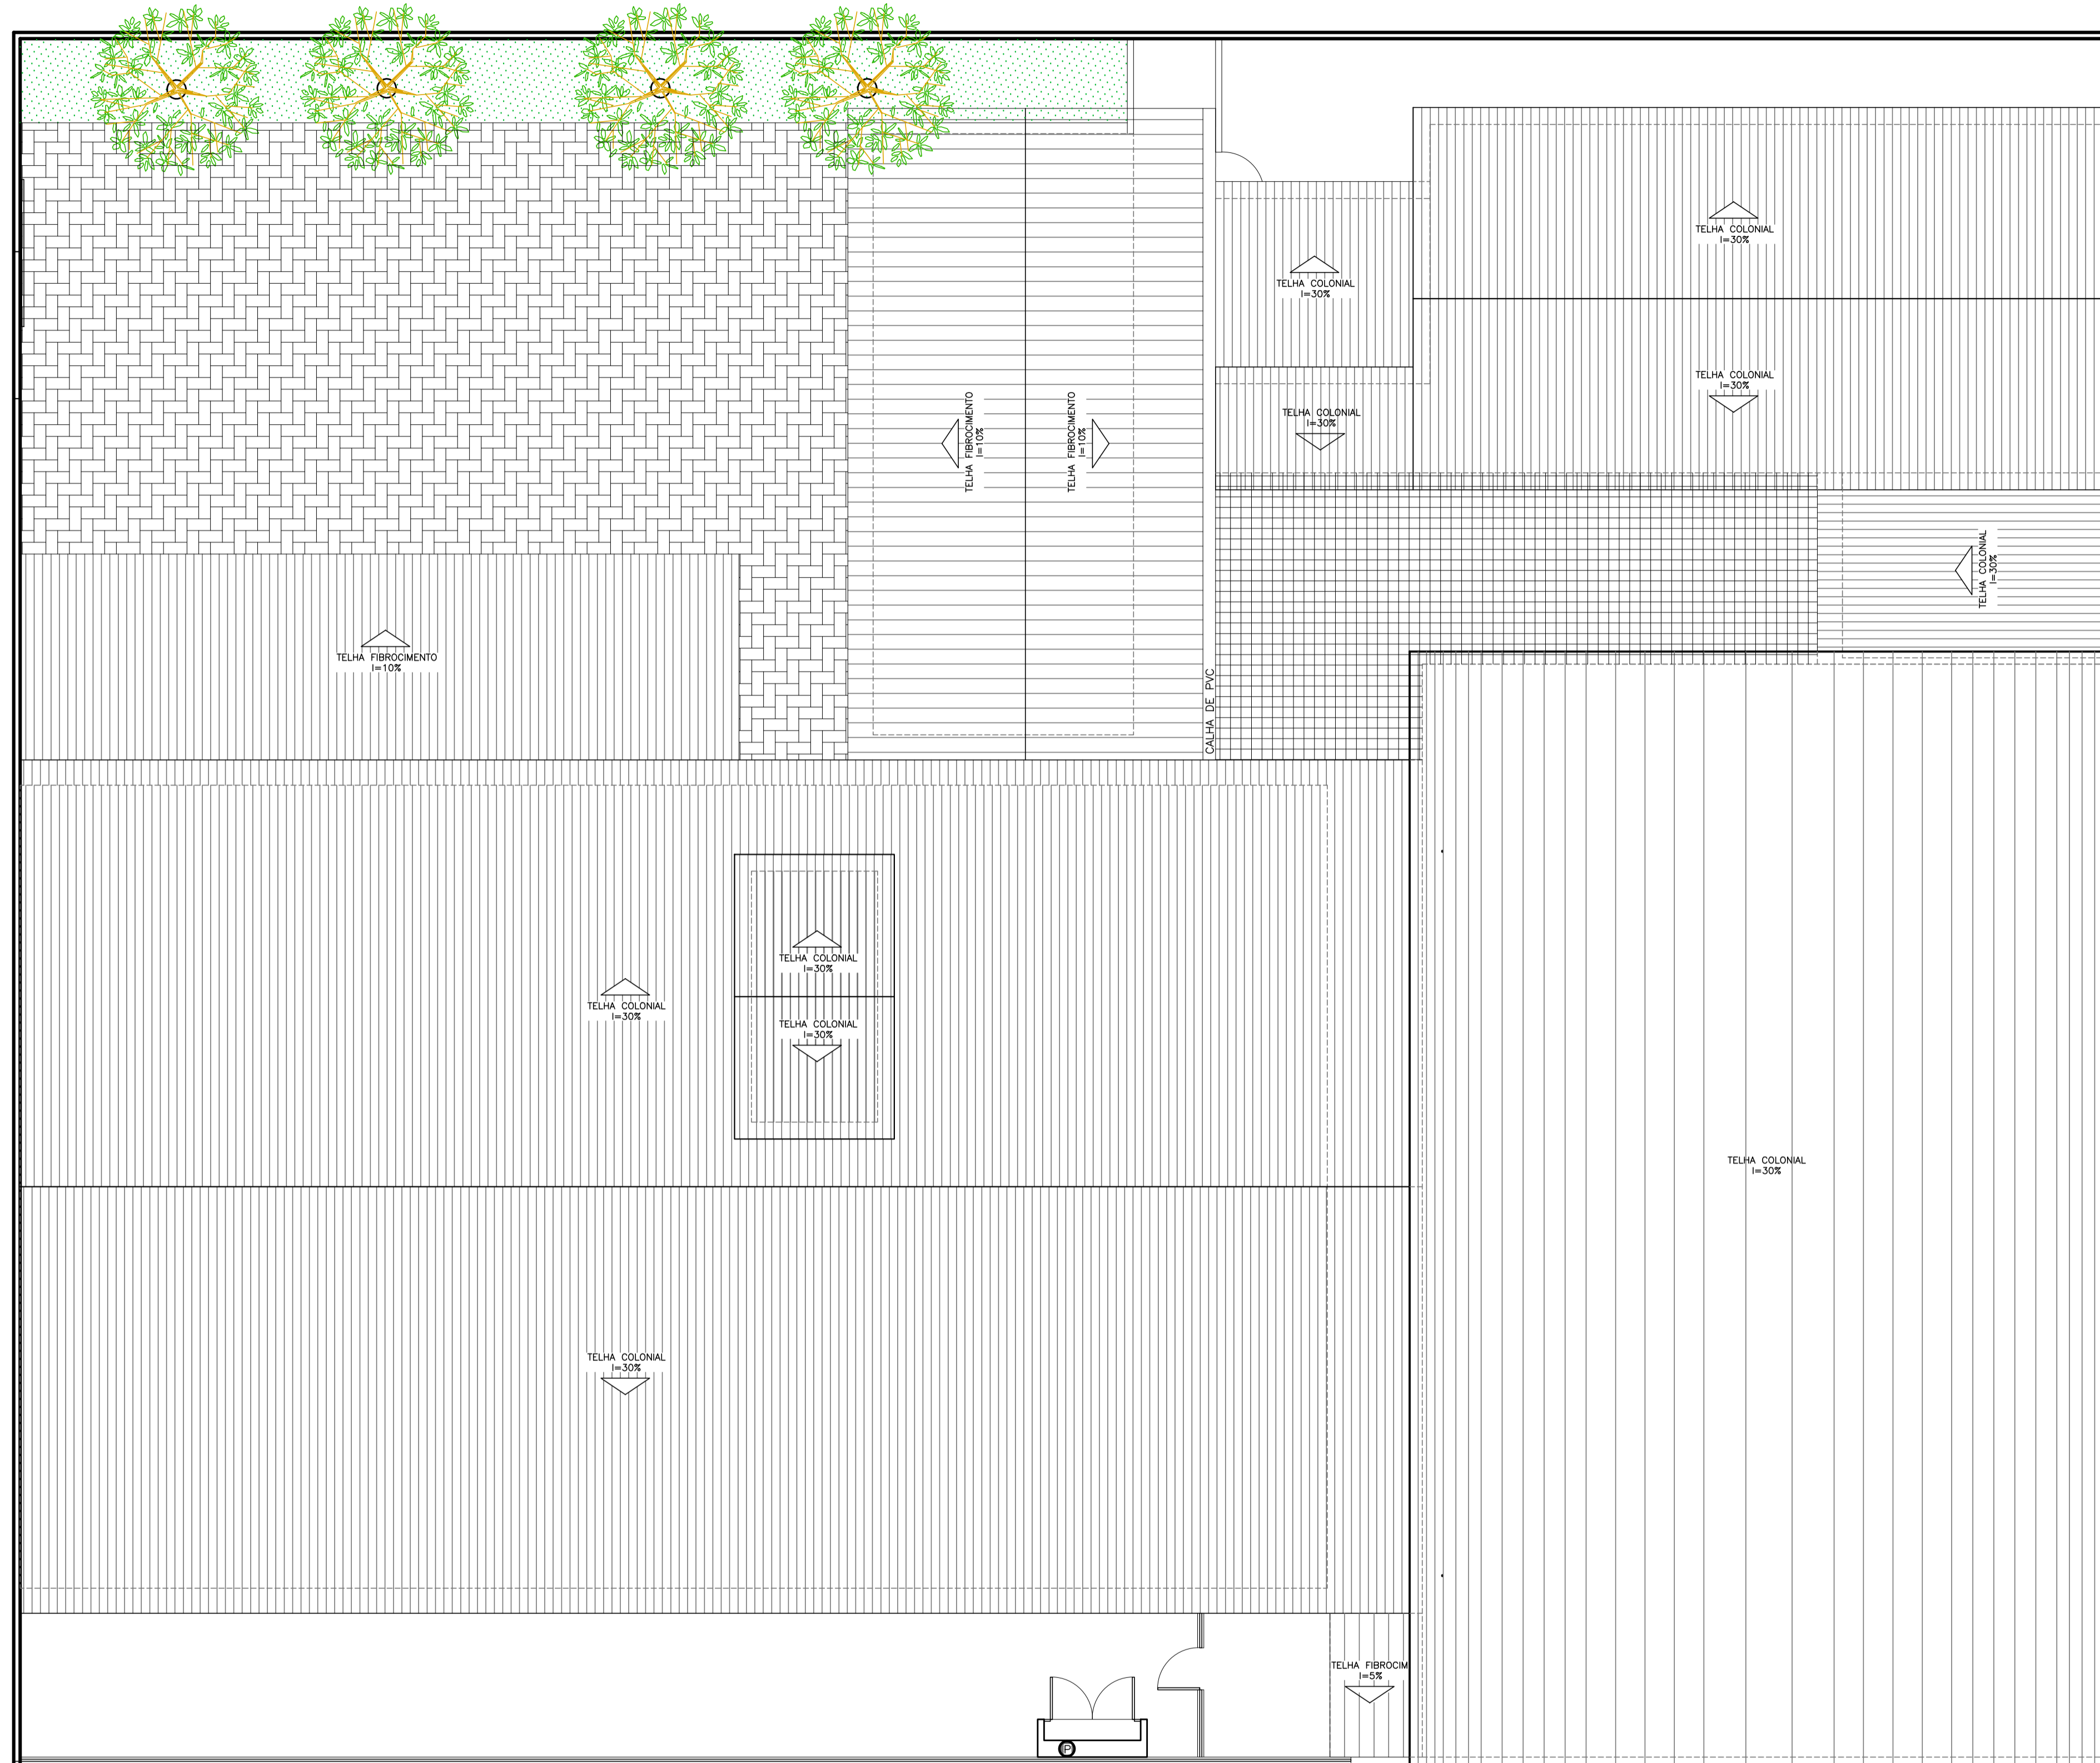 TELHA COLONIAL
I=30%
TELHA COLONIAL
I=30%
TELHA COLONIAL
I=30%
TELHA COLONIAL
I=30%
TELHA FIBROCIMENTO
I=10%
TELHA FIBROCIMENTO
I=10%
TELHA COLONIAL
I=30%
TELHA FIBROCIMENTO
I=10%
CALHA DE PVC
TELHA COLONIAL
I=30%
TELHA COLONIAL
I=30%
TELHA COLONIAL
I=30%
TELHA COLONIAL
I=30%
TELHA COLONIAL
I=30%
TELHA FIBROCIM
I=5%
P